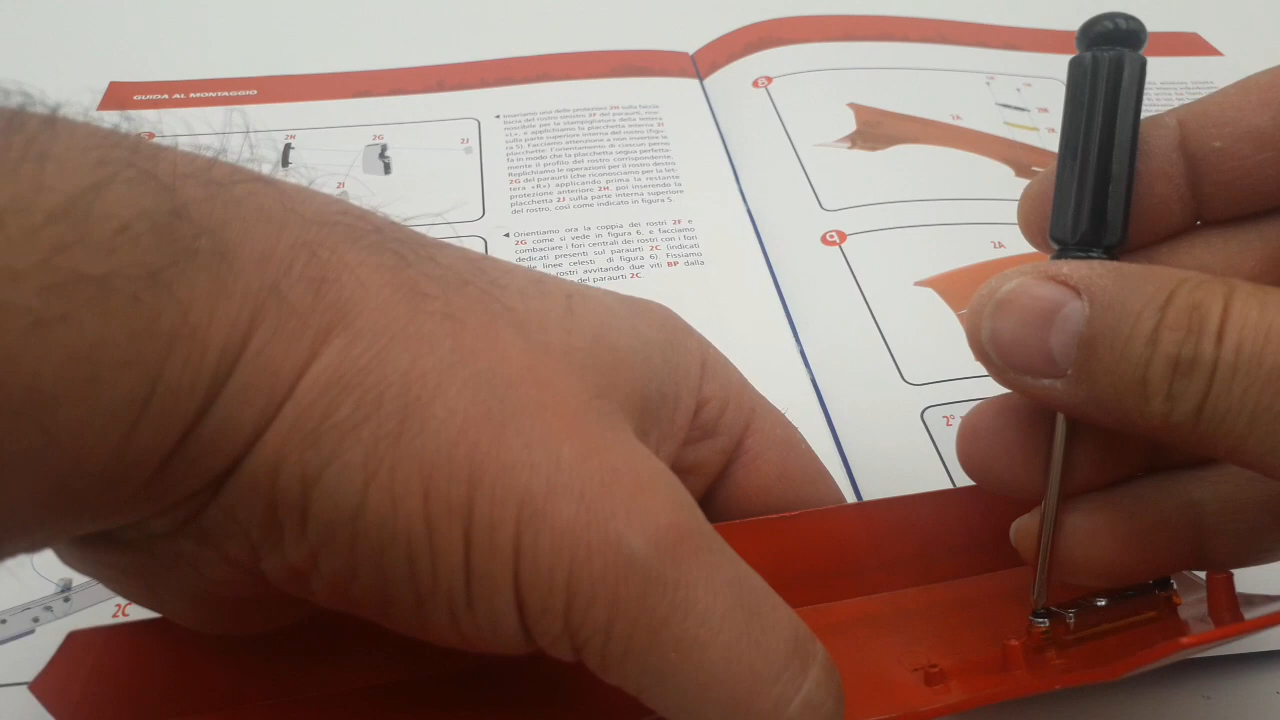 GUIDA AL MONTAGGIO
2H
2G
2J
2I
Inseriamo una delle protezioni 2H sulla faccia
liscia del rostro sinistro 2F del paraurti, rico-
noscibile per la stampigliatura della lettera
«L», e applichiamo la placchetta interna 2I
sulla parte superiore interna del rostro (figu-
ra 5). Facciamo attenzione a non invertire le
placchette: l'orientamento di ciascun perno
fa in modo che la placchetta segua perfetta-
mente il profilo del rostro corrispondente.
Replichiamo le operazioni per il rostro destro
2G del paraurti (che riconosciamo per la let-
tera «R») applicando prima la restante
protezione anteriore 2H, poi inserendo la
placchetta 2J sulla parte interna superiore
del rostro, così come indicato in figura 5.
Orientiamo ora la coppia dei rostri 2F e
2G come si vede in figura 6, e facciamo
combaciare i fori centrali dei rostri con i fori
dedicati presenti sul paraurti 2C (indicati
linee celesti di figura 6). Fissiamo
rostri avvitando due viti BP dalla
del paraurti 2C.
2C
8
2A
9
2A
2°